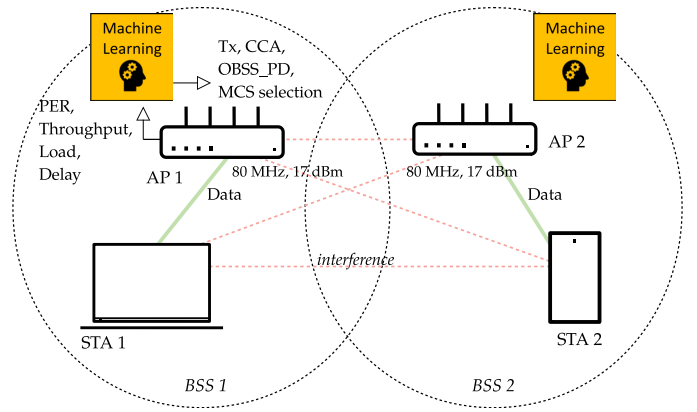 Machine
Learning
Tx, CCA,
OBSS_PD,
MCS selection
PER,
Throughput,
Load,
Delay
AP 1
80 MHz, 17 dBm
Data
Machine
Learning
AP 2
80 MHz, 17 dBm
Data
interference
STA 1
STA 2
BSS 1
BSS 2